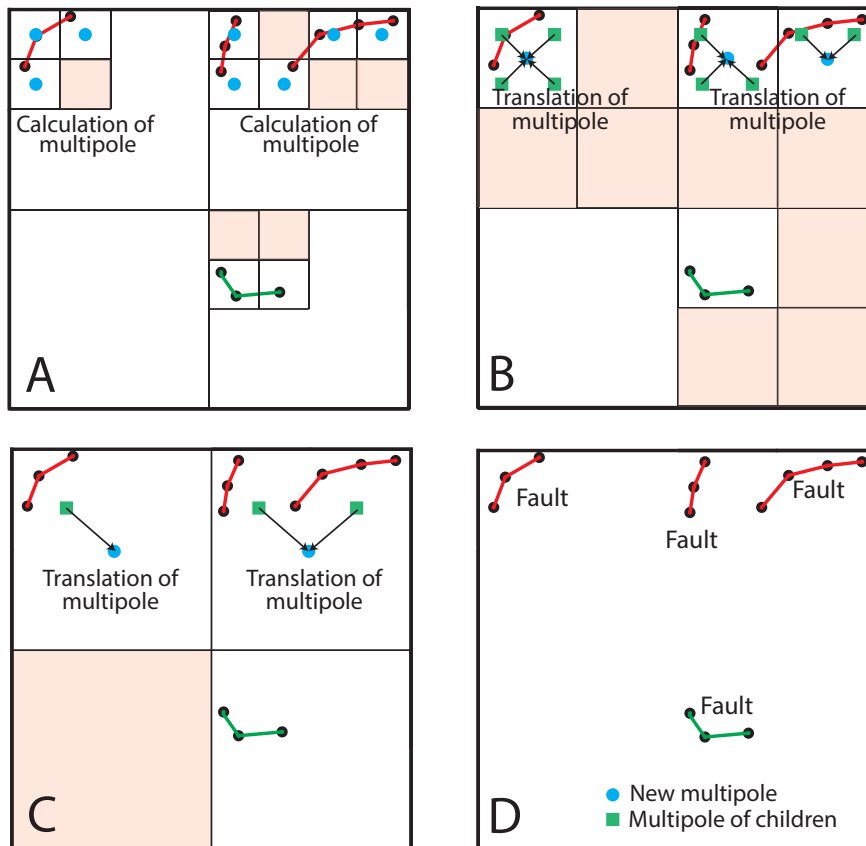 Calculation of
multipole
Calculation of
multipole
A
Translation of
multipole
Translation of
multipole
B
Translation of
multipole
Translation of
multipole
C
Fault
Fault
Fault
Fault
New multipole
Multipole of children
D